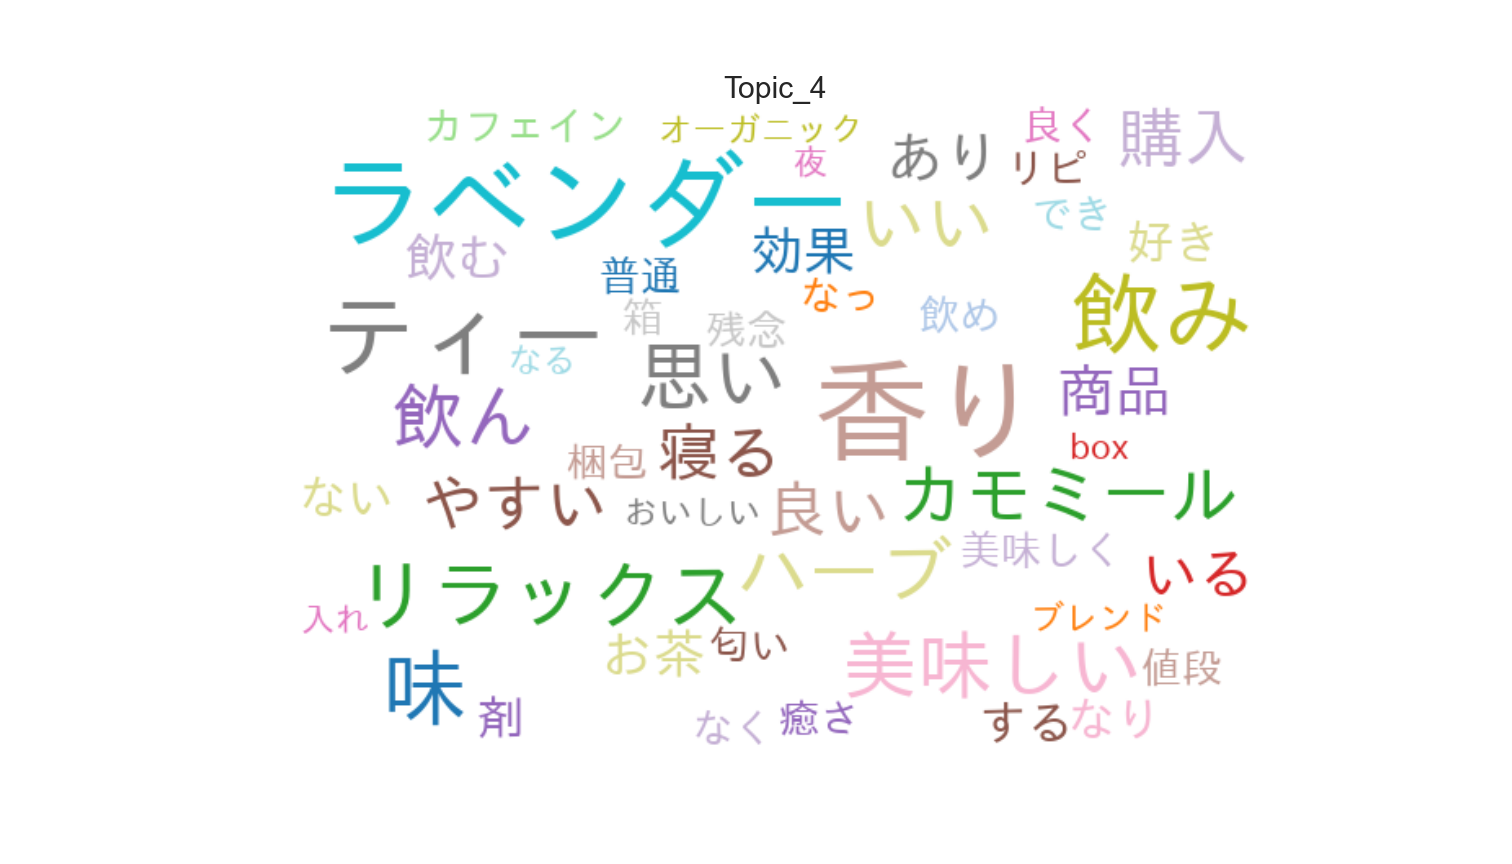 Topic_4
カフェイン
オーガニック
良く
購入
夜
あり
リピ
ラベンダー
いい
でき
好き
飲む
効果
普通
なっ
飲み
ティー
箱
残念
飲め
なる
思い
香り
商品
飲ん
寝る
box
梱包
ない
やすい
おいしい
良い
カモミール
美味しく
リラックス
ハーブ
いる
入れ
ブレンド
お茶
匂い
美味しい
値段
味
剤
なく
癒さ
する
なり